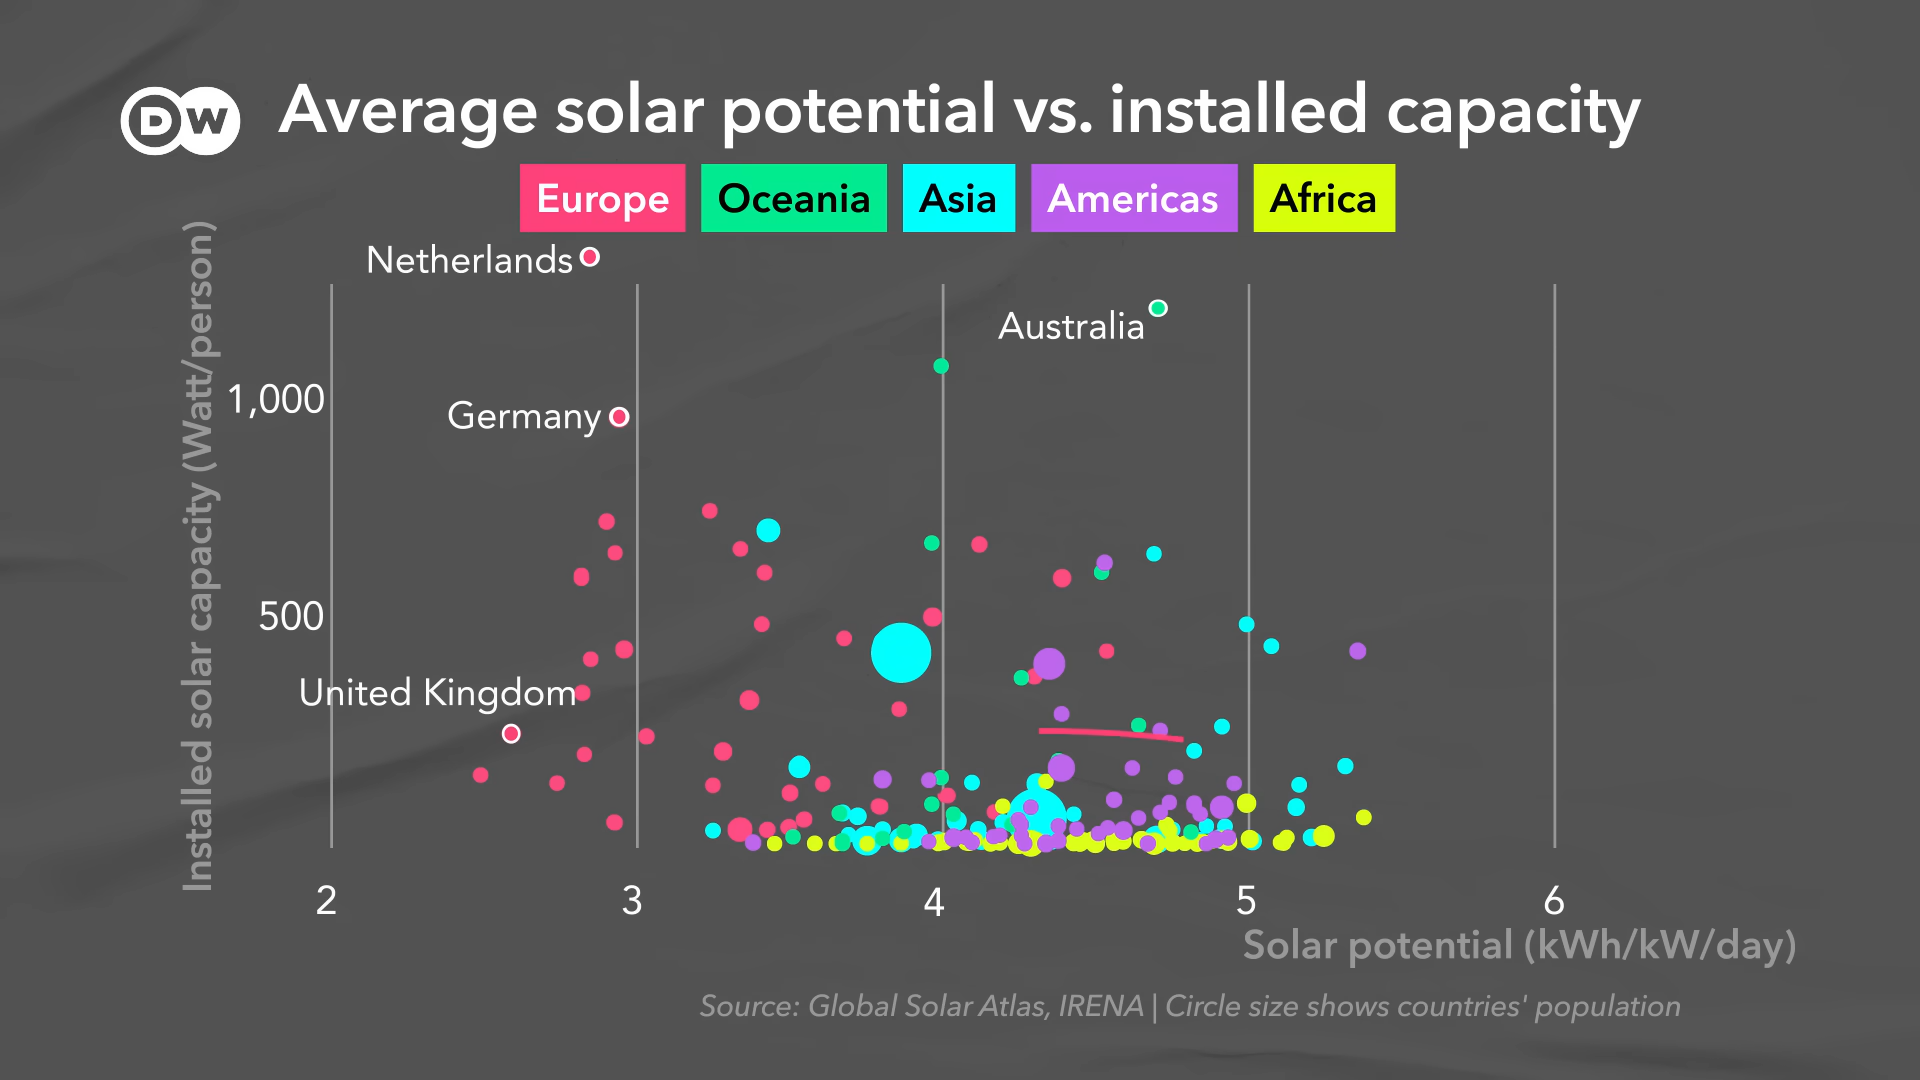 DW
Average solar potential vs. installed capacity
Europe Oceania Asia Americas Africa
Installed solar capacity (Watt/person)
Netherlands
Australia
1,000
Germany
500
United Kingdom
2 3 4 5 6
Solar potential (kWh/kW/day)
Source: Global Solar Atlas, IRENA | Circle size shows countries' population